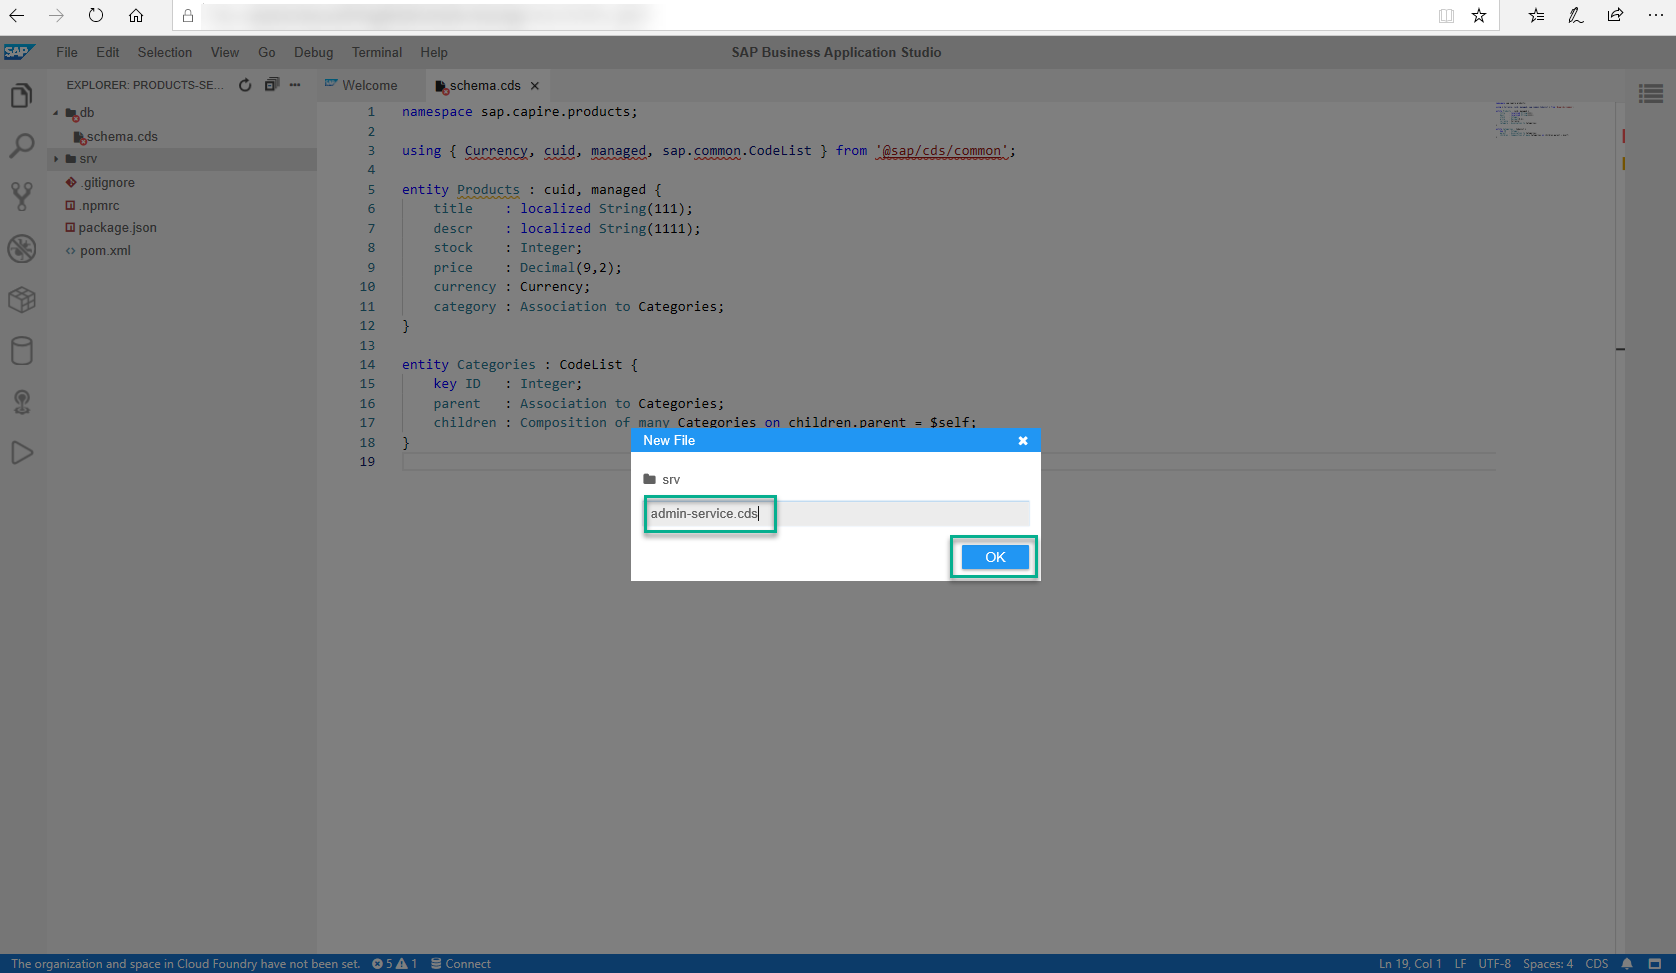 SAP File Edit Selection View Go Debug Terminal Help SAP Business Application Studio
EXPLORER: PRODUCTS-SE...
Welcome
schema.cds
db
schema.cds
srv
.gitignore
.npmrc
package.json
pom.xml
1 namespace sap.capire.products;
2
3 using { Currency, cuid, managed, sap.common.CodeList } from '@sap/cds/common';
4
5 entity Products : cuid, managed {
6 title : localized String(111);
7 descr : localized String(1111);
8 stock : Integer;
9 price : Decimal(9,2);
10 currency : Currency;
11 category : Association to Categories;
12 }
13
14 entity Categories : CodeList {
15 key ID : Integer;
16 parent : Association to Categories;
17 children : Composition of many Categories on children.parent = $self;
18 }
19
New File
srv
admin-service.cds
OK
The organization and space in Cloud Foundry have not been set. 5 1 Connect Ln 19, Col 1 LF UTF-8 Spaces: 4 CDS